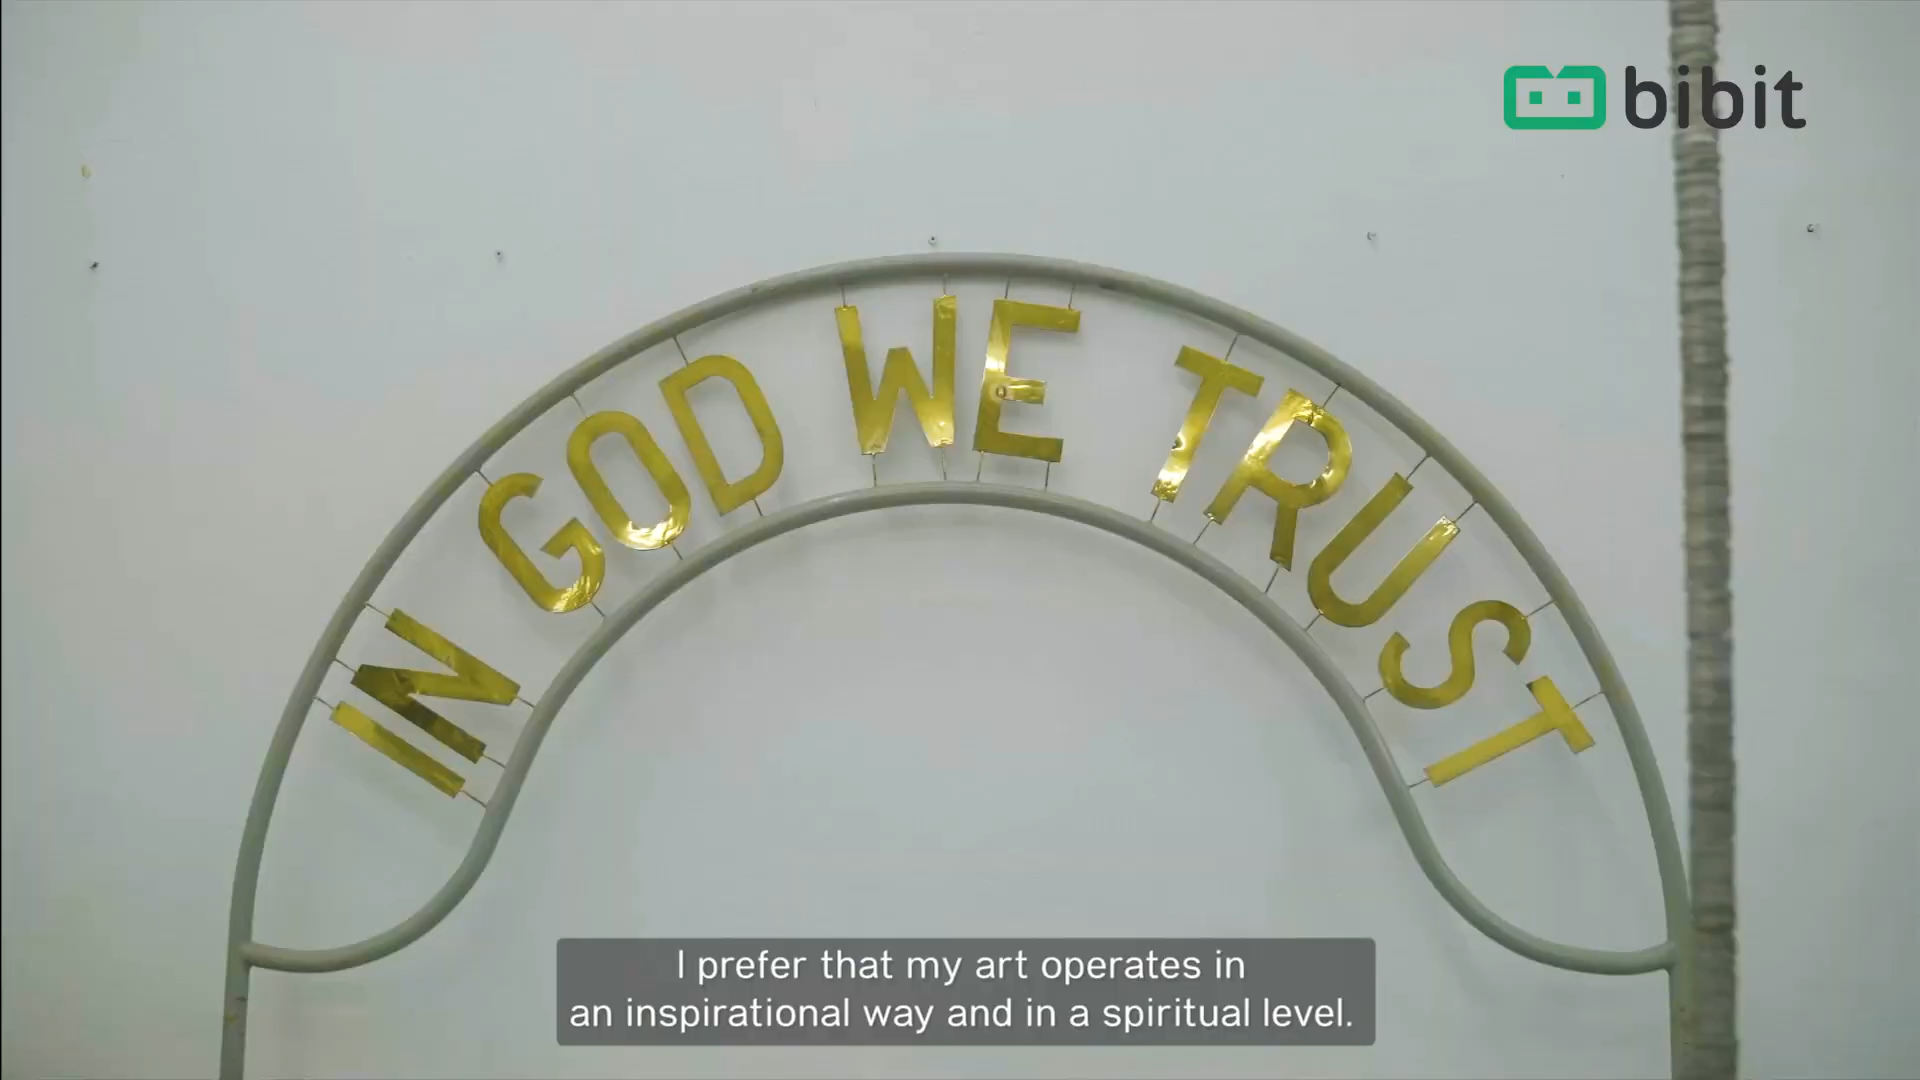 bibit
IN GOD WE TRUST
I prefer that my art operates in
an inspirational way and in a spiritual level.